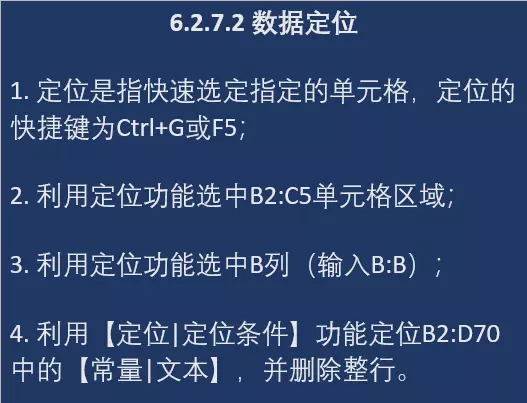 6.2.7.2 数据定位
1. 定位是指快速选定指定的单元格，定位的
快捷键为Ctrl+G或F5；
2. 利用定位功能选中B2:C5单元格区域；
3. 利用定位功能选中B列（输入B:B）；
4. 利用【定位|定位条件】功能定位B2:D70
中的【常量|文本】，并删除整行。